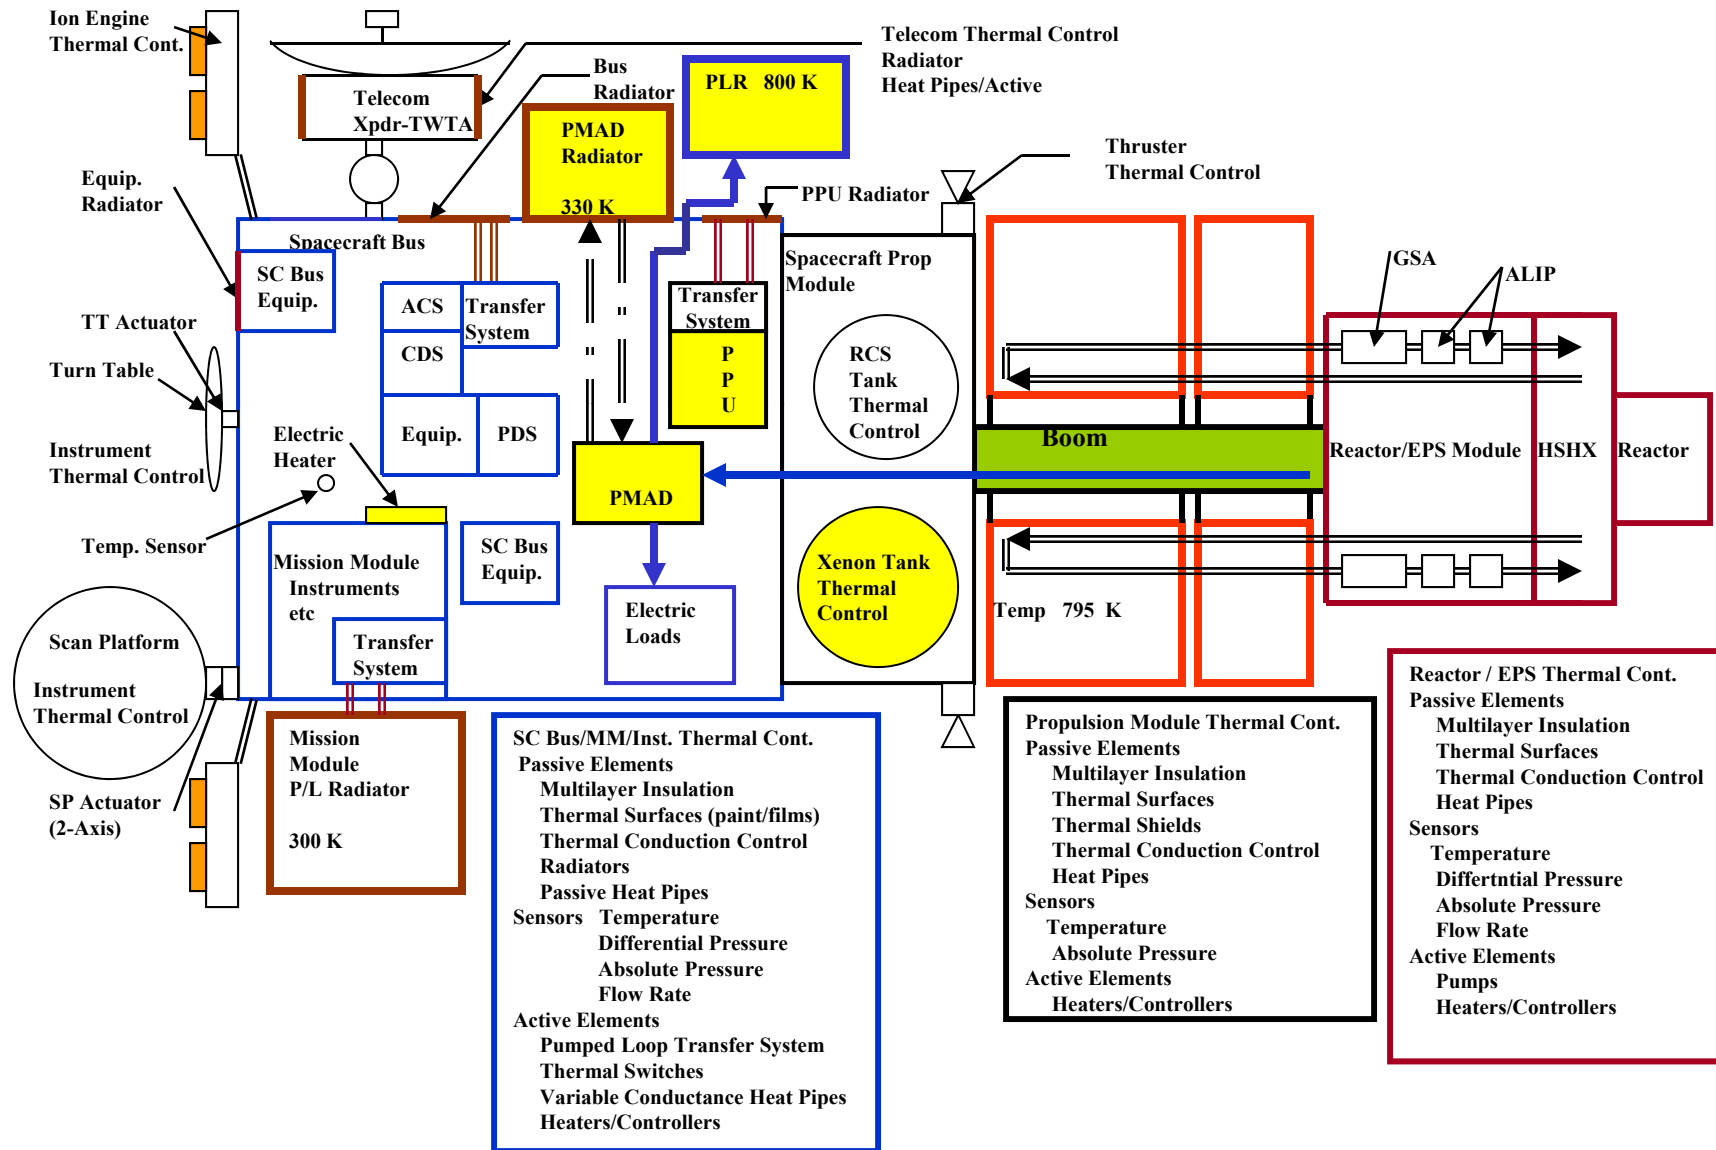 Ion Engine
Thermal Cont.
Telecom
Xpdr-TWTA
Bus
Radiator
Telecom Thermal Control
Radiator
Heat Pipes/Active
PLR 800 K
PMAD
Radiator
330 K
PPU Radiator
Thruster
Thermal Control
Equip.
Radiator
Spacecraft Bus
SC Bus
Equip.
ACS
Transfer
System
CDS
Equip.
PDS
Transfer
System
P
P
U
Spacecraft Prop
Module
RCS
Tank
Thermal
Control
GSA
ALIP
TT Actuator
Turn Table
Instrument
Thermal Control
Electric
Heater
Temp. Sensor
PMAD
Boom
Reactor/EPS Module
HSHX
Reactor
Mission Module
Instruments
etc
SC Bus
Equip.
Transfer
System
Electric
Loads
Xenon Tank
Thermal
Control
Temp 795 K
Scan Platform
Instrument
Thermal Control
SP Actuator
(2-Axis)
Mission
Module
P/L Radiator
300 K
SC Bus/MM/Inst. Thermal Cont.
Passive Elements
Multilayer Insulation
Thermal Surfaces (paint/films)
Thermal Conduction Control
Radiators
Passive Heat Pipes
Sensors Temperature
Differential Pressure
Absolute Pressure
Flow Rate
Active Elements
Pumped Loop Transfer System
Thermal Switches
Variable Conductance Heat Pipes
Heaters/Controllers
Propulsion Module Thermal Cont.
Passive Elements
Multilayer Insulation
Thermal Surfaces
Thermal Shields
Thermal Conduction Control
Heat Pipes
Sensors
Temperature
Absolute Pressure
Active Elements
Heaters/Controllers
Reactor / EPS Thermal Cont.
Passive Elements
Multilayer Insulation
Thermal Surfaces
Thermal Conduction Control
Heat Pipes
Sensors
Temperature
Differtntial Pressure
Absolute Pressure
Flow Rate
Active Elements
Pumps
Heaters/Controllers